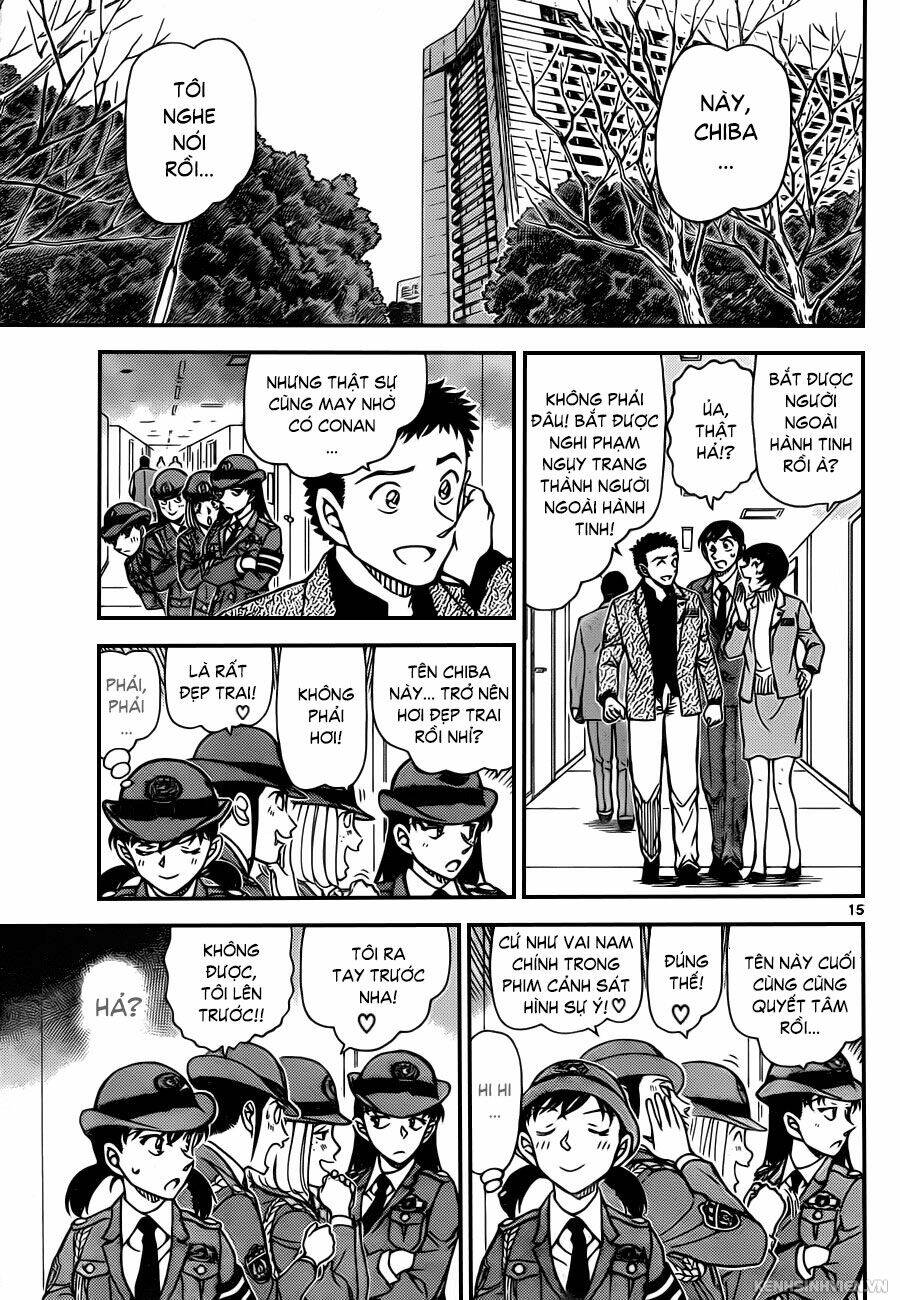 NÀY,
CHIBA
...
TÔI
NGHE
NÓI
RỒI...
BẮT ĐƯỢC
NGƯỜI
NGOÀI
HÀNH TINH
RỒI À?
ỦA,
THẬT
HẢ!?
KHÔNG PHẢI
ĐÂU! BẮT ĐƯỢC
NGHI PHẠM
NGỤY TRANG
THÀNH NGƯỜI
NGOÀI HÀNH
TINH!
NHƯNG THẬT SỰ
CŨNG MAY NHỜ
CÓ CONAN
...
TÊN CHIBA
NÀY... TRỞ NÊN
HƠI ĐẸP TRAI
RỒI NHỈ?
KHÔNG
PHẢI
HƠI!
LÀ RẤT
ĐẸP TRAI!
♡
PHẢI,
PHẢI
...
15
TÊN NÀY CUỐI
CÙNG CŨNG
QUYẾT TÂM
RỒI...
ĐÚNG
THẾ!
♡
CỨ NHƯ VAI NAM
CHÍNH TRONG
PHIM CẢNH SÁT
HÌNH SỰ Ý!♡
HI HI
...
TÔI RA
TAY TRƯỚC
NHA!
♡
KHÔNG
ĐƯỢC,
TÔI LÊN
TRƯỚC!!
HẢ?
KENHSINHVIEN.VN